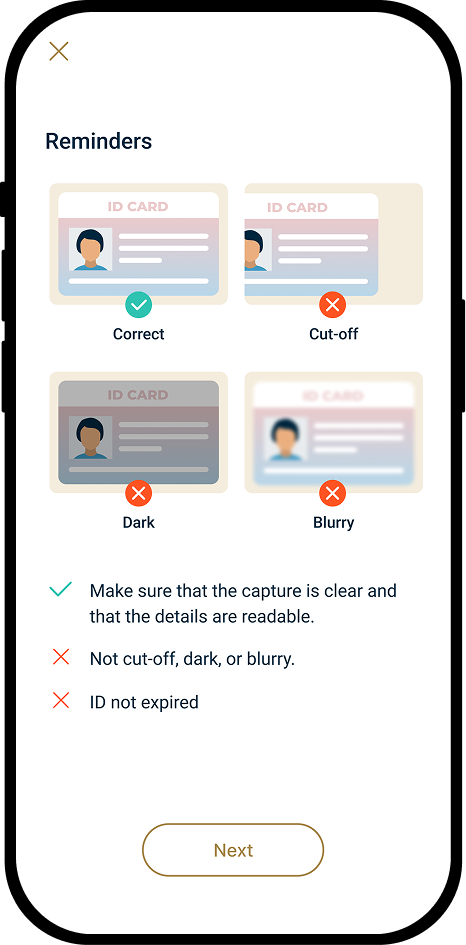 Reminders
ID CARD
ID CARD
Correct
Cut-off
ID CARD
ID CARD
Dark
Blurry
Make sure that the capture is clear and
that the details are readable.
Not cut-off, dark, or blurry.
ID not expired
Next